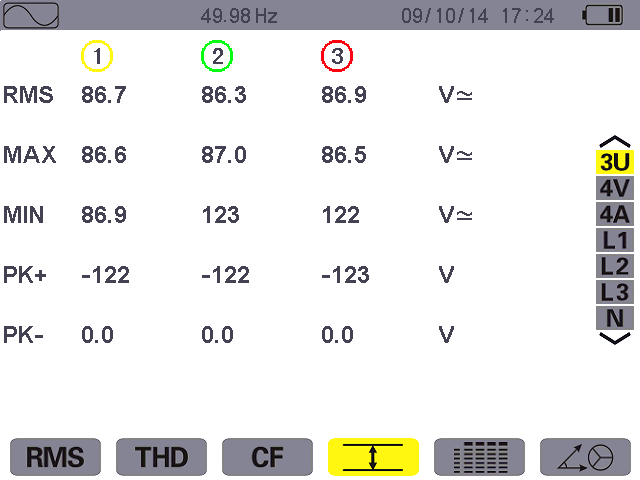 49.98 Hz 09/10/14 17:24
1 2 3
RMS 86.7 86.3 86.9 V≃
MAX 86.6 87.0 86.5 V≃
MIN 86.9 123 122 V≃
PK+ -122 -122 -123 V
PK- 0.0 0.0 0.0 V
3U
4V
4A
L1
L2
L3
N
RMS THD CF